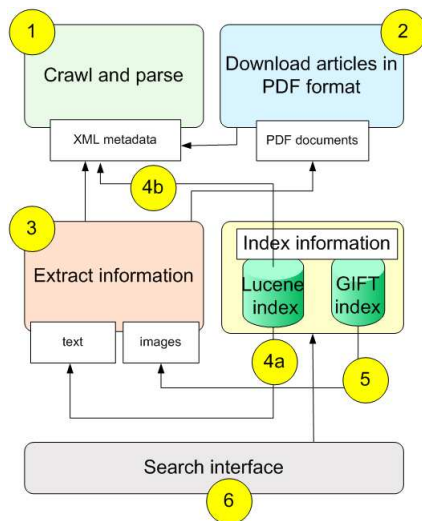 1
2
Crawl and parse
Download articles in
PDF format
XML metadata
PDF documents
4b
3
Index information
Extract information
Lucene
index
GIFT
index
text
images
4a
5
Search interface
6